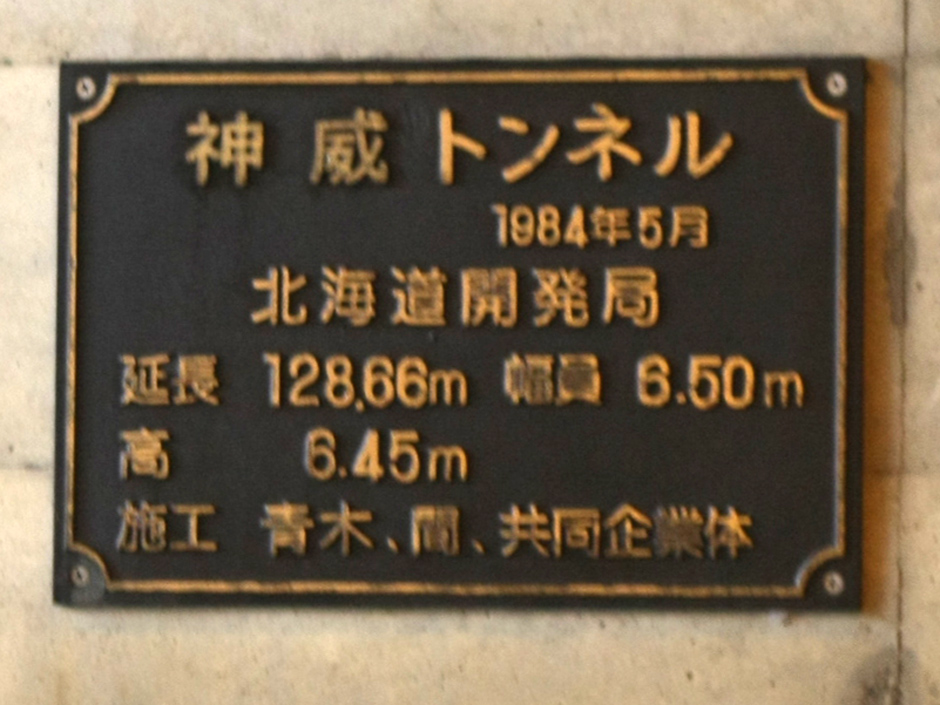 神威トンネル
1984年5月
北海道開発局
延長 128.66m 幅員 6.50m
高 6.45m
施工 青木、間、共同企業体